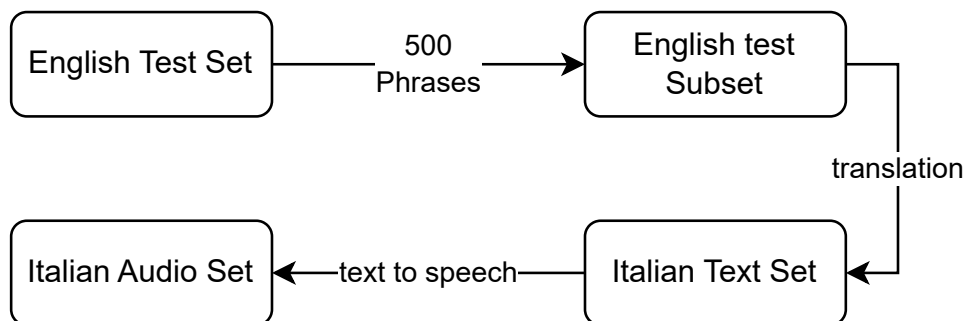 English Test Set
500
Phrases
English test
Subset
translation
Italian Text Set
text to speech
Italian Audio Set